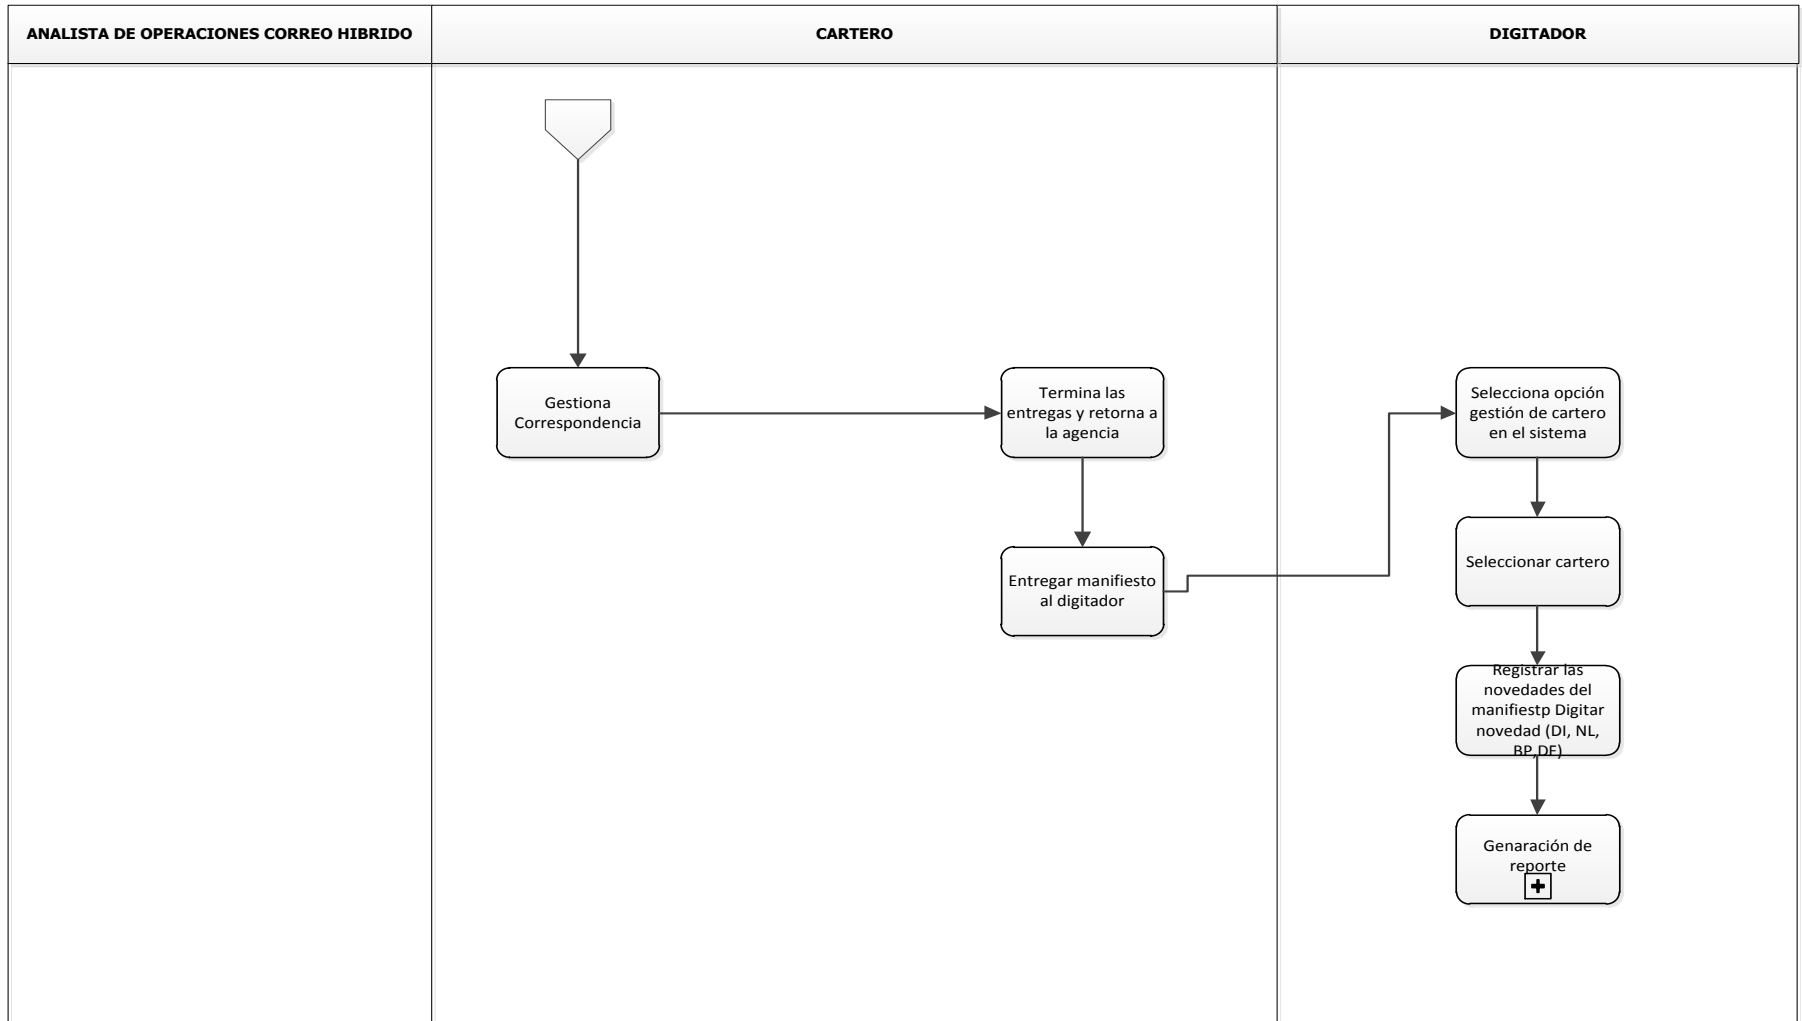 ANALISTA DE OPERACIONES CORREO HIBRIDO
CARTERO
DIGITADOR
Gestiona
Correspondencia
Termina las
entregas y retorna a
la agencia
Entregar manifiesto
al digitador
Selecciona opción
gestión de cartero
en el sistema
Seleccionar cartero
Registrar las
novedades del
manifiestp Digitar
novedad (DI, NL,
BP,DF)
Genaración de
reporte